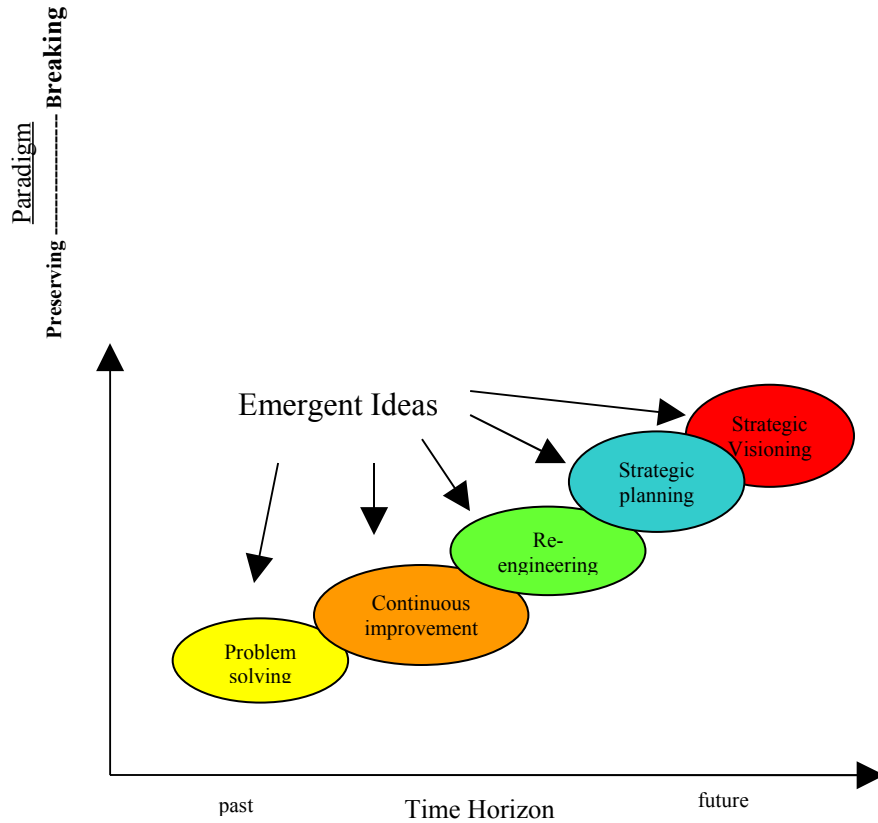 Paradigm
Preserving ---------------- Breaking
Emergent Ideas
Strategic
Visioning
Strategic
planning
Re-
engineering
Continuous
improvement
Problem
solving
past
Time Horizon
future